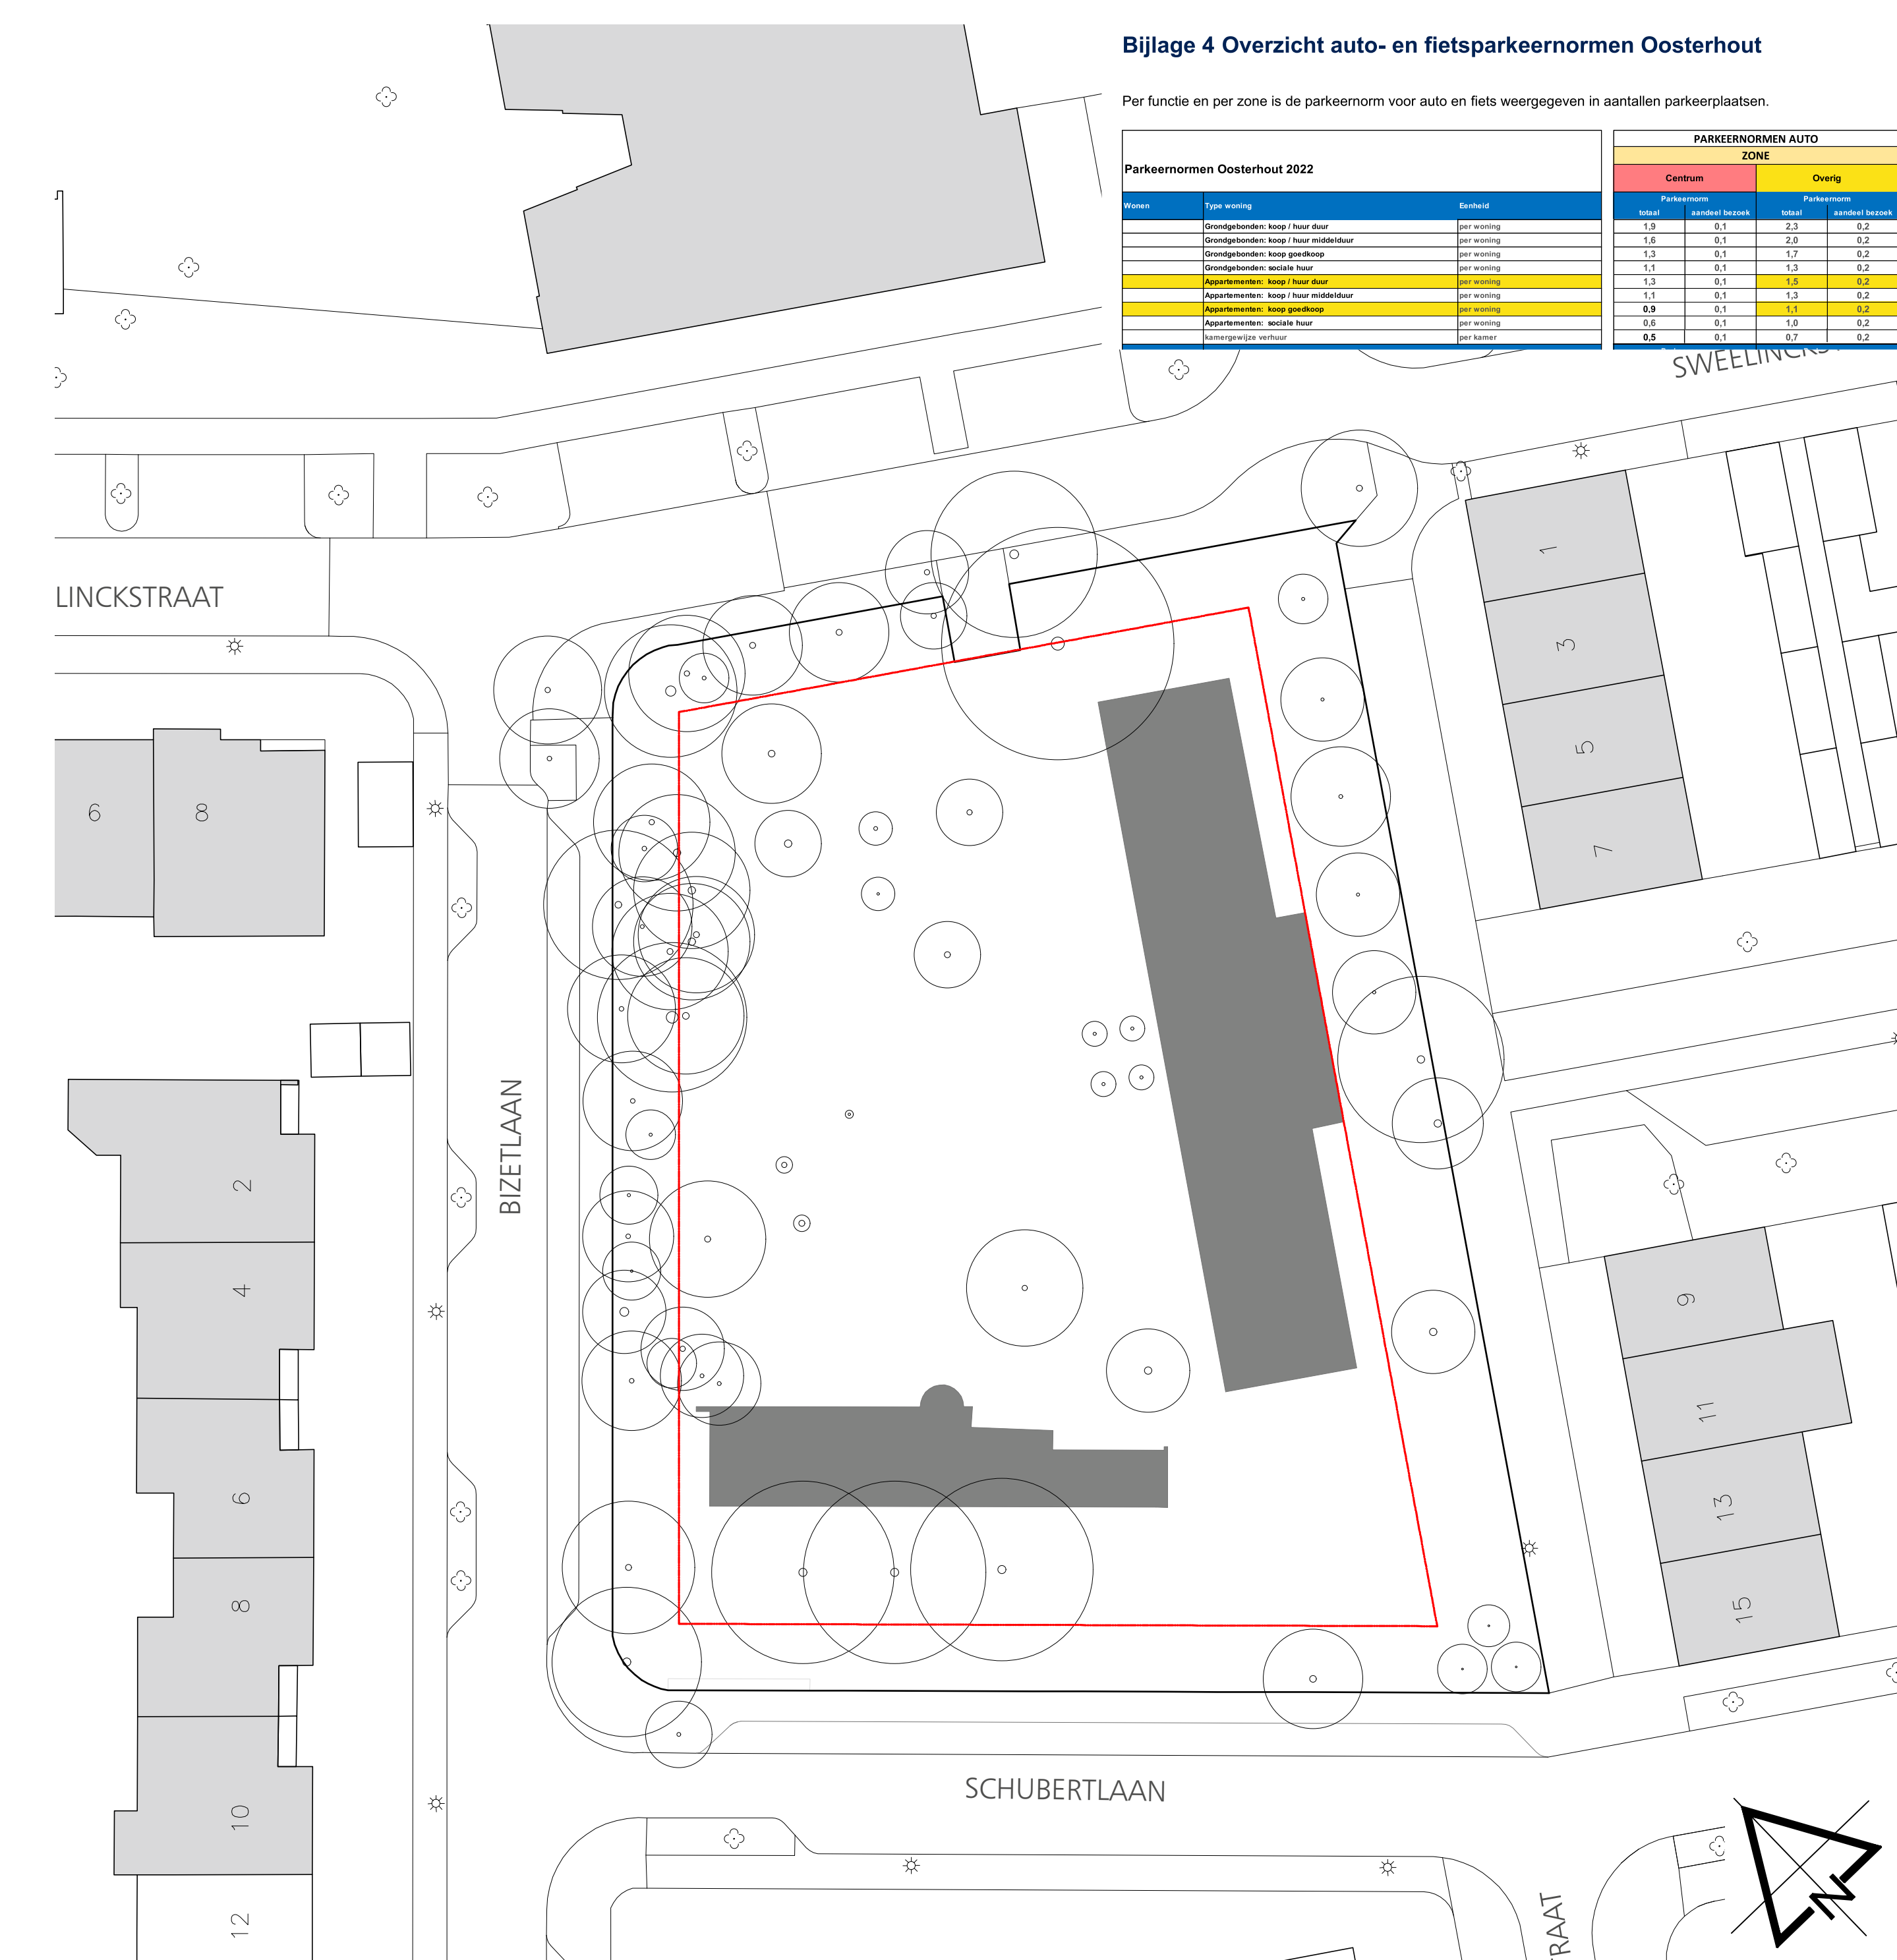 Bijlage 4 Overzicht auto- en fietsparkeernormen Oosterhout
Per functie en per zone is de parkeernorm voor auto en fiets weergegeven in aantallen parkeerplaatsen.
Parkeernormen Oosterhout 2022
PARKEERNORMEN AUTO
ZONE
Centrum Overig
Parkeernorm Parkeernorm
Wonen Type woning Eenheid totaal aandeel bezoek totaal aandeel bezoek
Grondgebonden: koop / huur duur per woning 1,9 0,1 2,3 0,2
Grondgebonden: koop / huur middelduur per woning 1,6 0,1 2,0 0,2
Grondgebonden: koop goedkoop per woning 1,3 0,1 1,7 0,2
Grondgebonden: sociale huur per woning 1,1 0,1 1,3 0,2
Appartementen: koop / huur duur per woning 1,3 0,1 1,5 0,2
Appartementen: koop / huur middelduur per woning 1,1 0,1 1,3 0,2
Appartementen: koop goedkoop per woning 0,9 0,1 1,1 0,2
Appartementen: sociale huur per woning 0,6 0,1 1,0 0,2
kamergewijze verhuur per kamer 0,5 0,1 0,7 0,2
LINCKSTRAAT
1
3
5
7
6
8
BIZETLAAN
2
4
6
8
10
12
9
11
13
15
SCHUBERTLAAN
RAAT
N